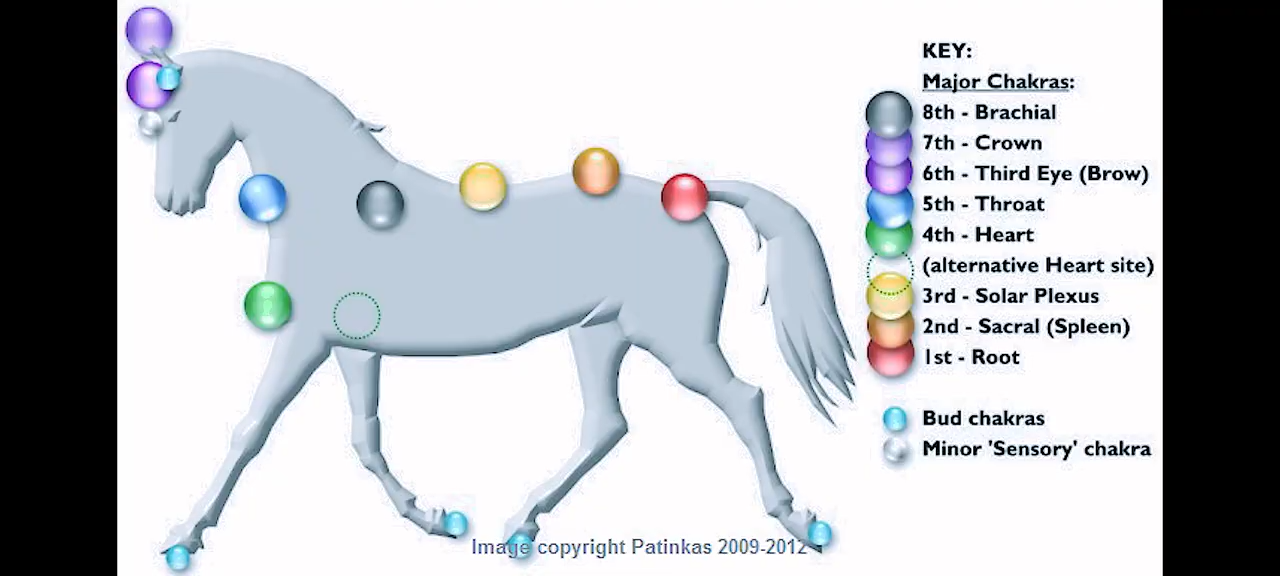 KEY:
Major Chakras:
8th - Brachial
7th - Crown
6th - Third Eye (Brow)
5th - Throat
4th - Heart
(alternative Heart site)
3rd - Solar Plexus
2nd - Sacral (Spleen)
1st - Root
Bud chakras
Minor 'Sensory' chakra
Image copyright Patinkas 2009-2012